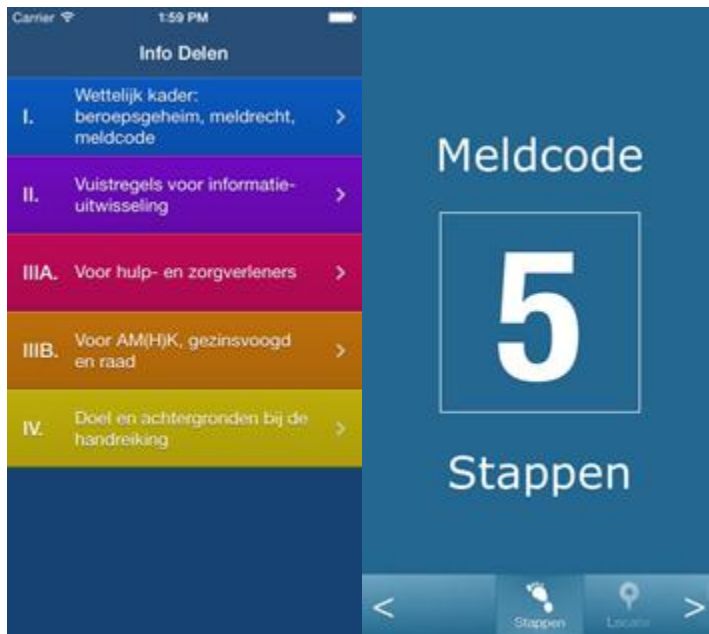 Carrier 1:59 PM
Info Delen
I. Wettelijk kader:
beroepsgeheim, meldrecht,
meldcode
II. Vuistregels voor informatie-
uitwisseling
IIIA. Voor hulp- en zorgverleners
IIIB. Voor AM(H)K, gezinsvoogd
en raad
IV. Doel en achtergronden bij de
handreiking
Meldcode
5
Stappen
< Stappen Locatie >